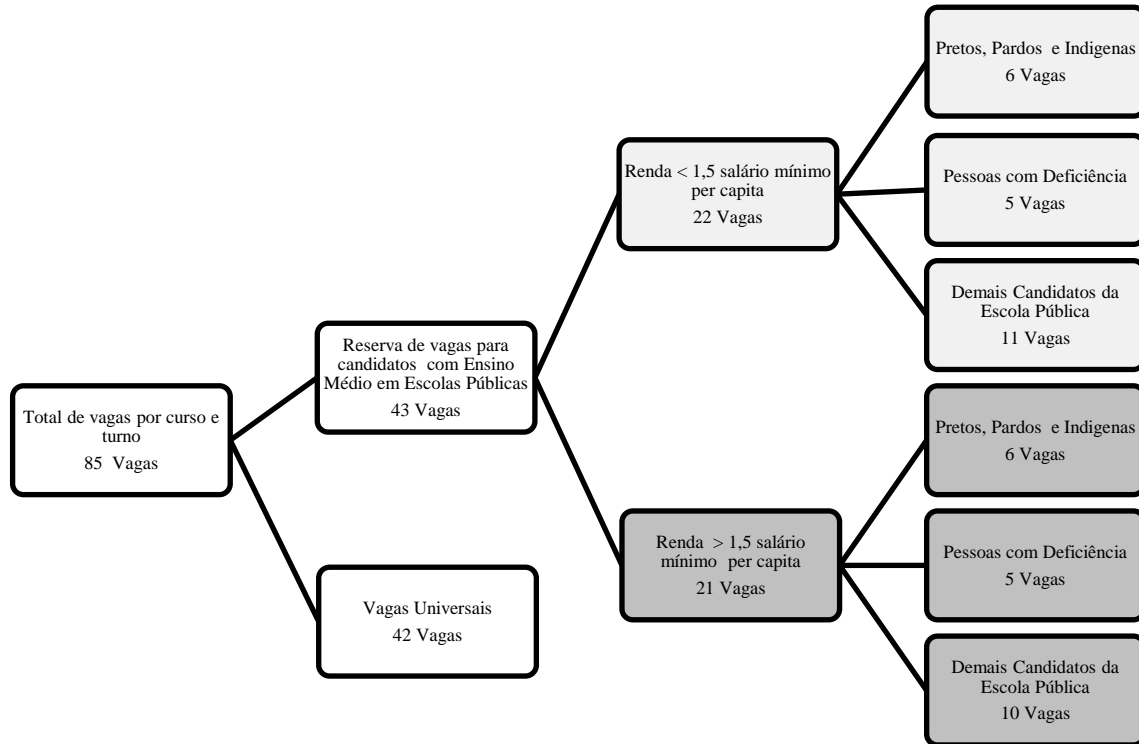 Total de vagas por curso e
turno
85 Vagas
Reserva de vagas para
candidatos com Ensino
Médio em Escolas Públicas
43 Vagas
Vagas Universais
42 Vagas
Renda < 1,5 salário mínimo
per capita
22 Vagas
Pretos, Pardos e Indigenas
6 Vagas
Pessoas com Deficiência
5 Vagas
Demais Candidatos da
Escola Pública
11 Vagas
Renda > 1,5 salário
mínimo per capita
21 Vagas
Pretos, Pardos e Indigenas
6 Vagas
Pessoas com Deficiência
5 Vagas
Demais Candidatos da
Escola Pública
10 Vagas